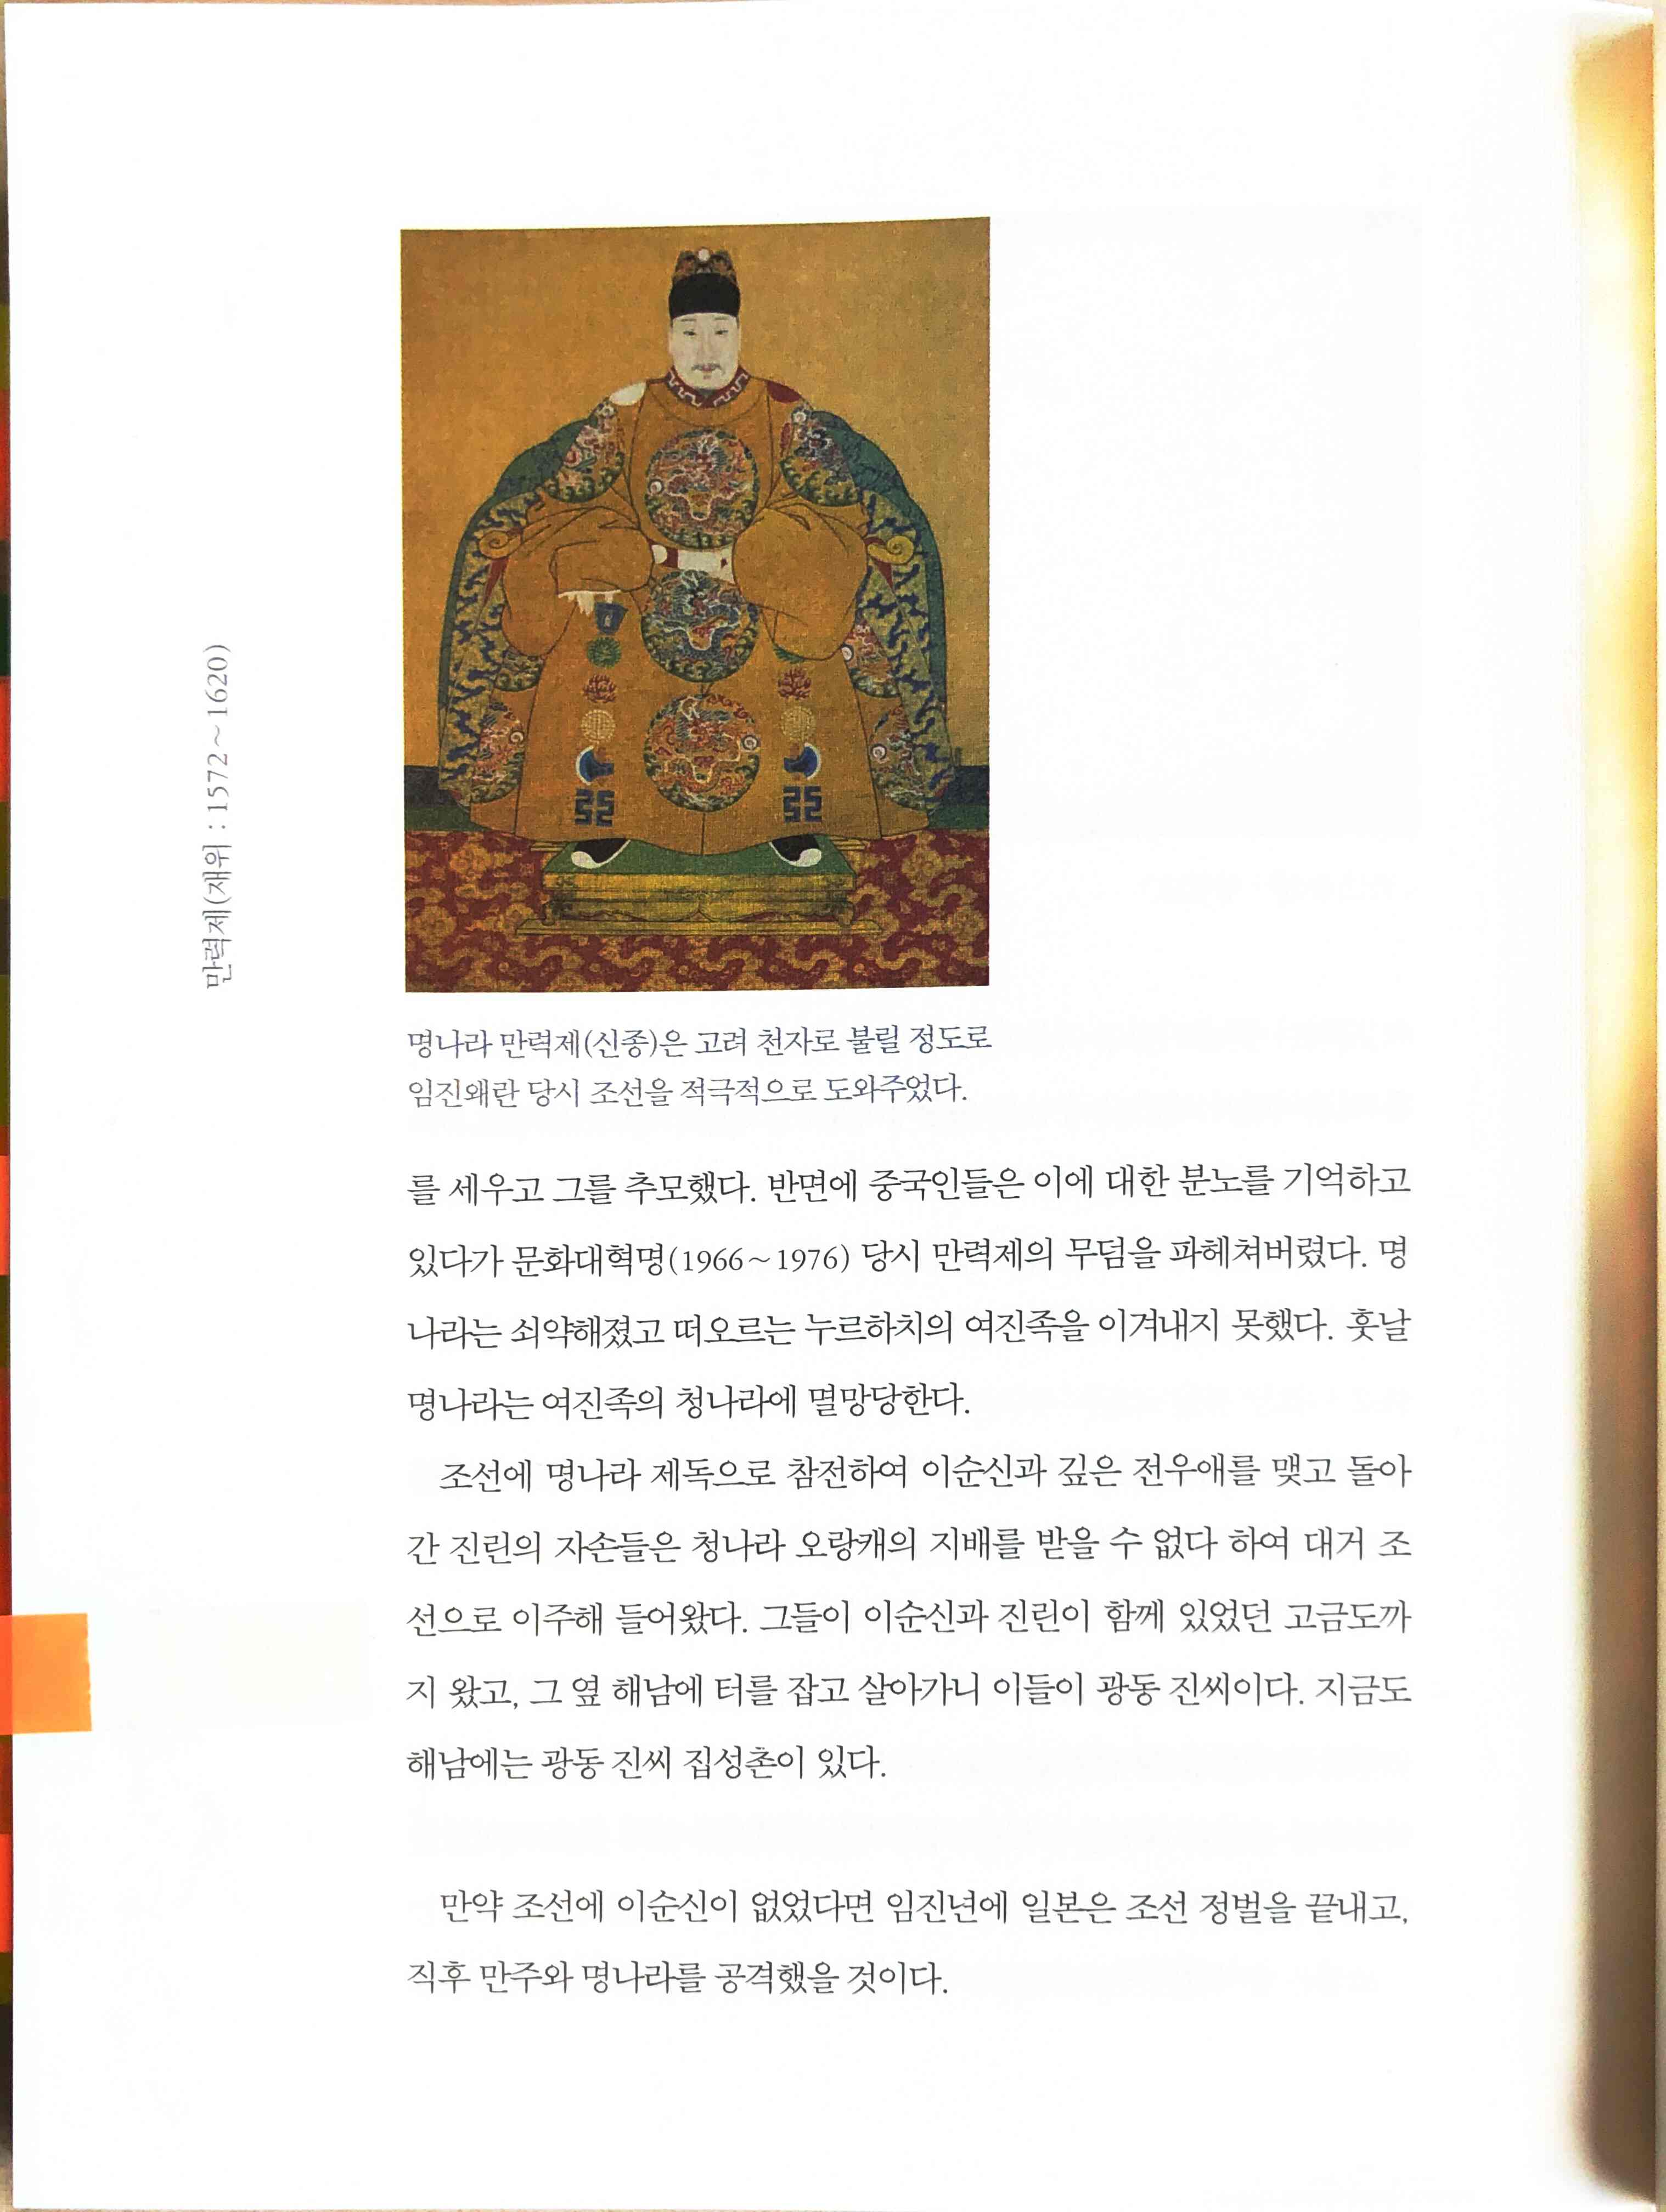 만력제(재위 : 1572~1620)
명나라 만력제(신종)은 고려 천자로 불릴 정도로
임진왜란 당시 조선을 적극적으로 도와주었다.
를 세우고 그를 추모했다. 반면에 중국인들은 이에 대한 분노를 기억하고
있다가 문화대혁명(1966~1976) 당시 만력제의 무덤을 파헤쳐버렸다. 명
나라는 쇠약해졌고 떠오르는 누르하치의 여진족을 이겨내지 못했다. 훗날
명나라는 여진족의 청나라에 멸망당한다.
조선에 명나라 제독으로 참전하여 이순신과 깊은 전우애를 맺고 돌아
간 진린의 자손들은 청나라 오랑캐의 지배를 받을 수 없다 하여 대거 조
선으로 이주해 들어왔다. 그들이 이순신과 진린이 함께 있었던 고금도까
지 왔고, 그 옆 해남에 터를 잡고 살아가니 이들이 광동 진씨이다. 지금도
해남에는 광동 진씨 집성촌이 있다.
만약 조선에 이순신이 없었다면 임진년에 일본은 조선 정벌을 끝내고,
직후 만주와 명나라를 공격했을 것이다.